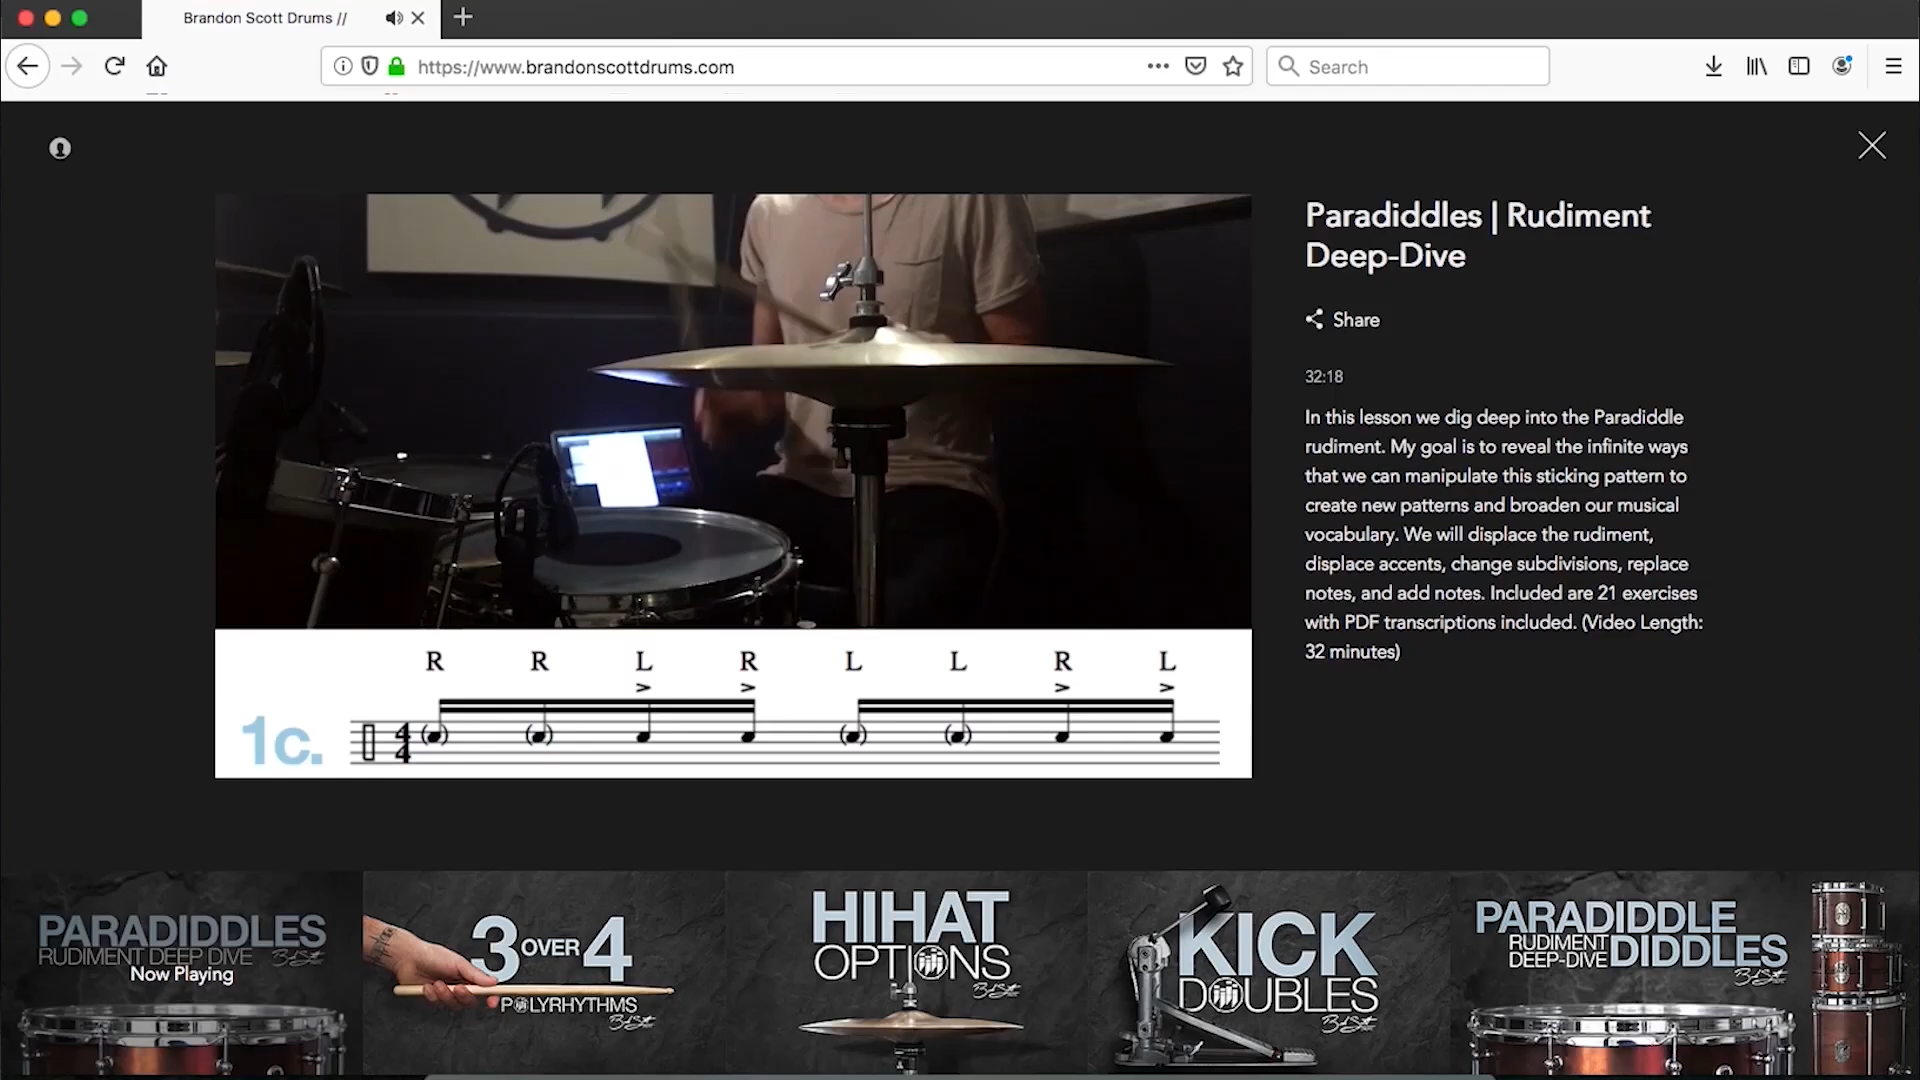 Brandon Scott Drums //
https://www.brandonscottdrums.com
Search
Paradiddles | Rudiment
Deep-Dive
Share
32:18
In this lesson we dig deep into the Paradiddle
rudiment. My goal is to reveal the infinite ways
that we can manipulate this sticking pattern to
create new patterns and broaden our musical
vocabulary. We will displace the rudiment,
displace accents, change subdivisions, replace
notes, and add notes. Included are 21 exercises
with PDF transcriptions included. (Video Length:
32 minutes)
R R L R L L R L
1c.
4
4
PARADIDDLES
RUDIMENT DEEP DIVE
Now Playing
3 OVER 4
POLYRHYTHMS
HIHAT
OPTIONS
KICK
DOUBLES
PARADIDDLE
RUDIMENT
DEEP-DIVE DIDDLES